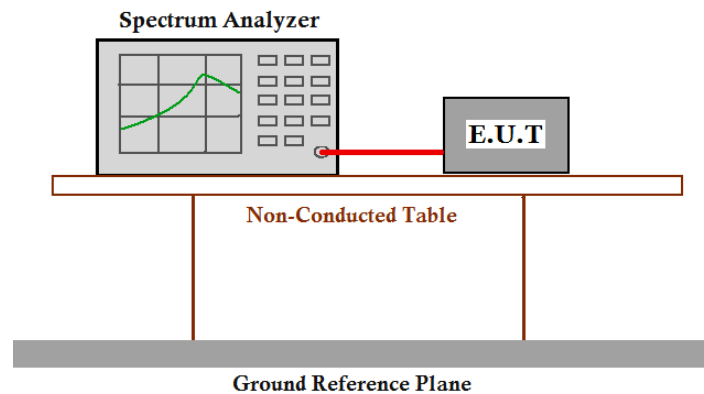 Spectrum Analyzer
E.U.T
Non-Conducted Table
Ground Reference Plane